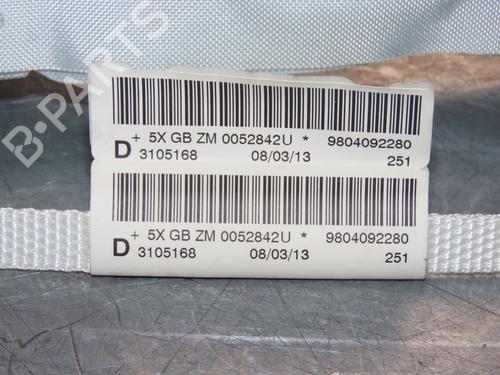 B-PARTS
+ 5X GB ZM 0052842U * 9804092280
D 3105168 08/03/13 251
+ 5X GB ZM 0052842U * 9804092280
D 3105168 08/03/13 251